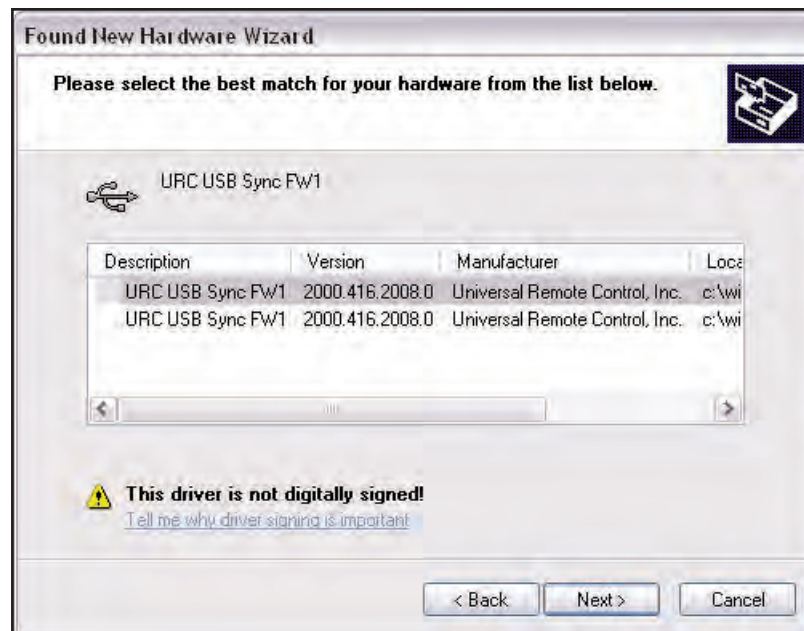 Found New Hardware Wizard
Please select the best match for your hardware from the list below.
URC USB Sync FW1
Description Version Manufacturer Loca
URC USB Sync FW1 2000.416.2008.0 Universal Remote Control, Inc. c:\wi
URC USB Sync FW1 2000.416.2008.0 Universal Remote Control, Inc. c:\wi
This driver is not digitally signed!
Tell me why driver signing is important
< Back Next > Cancel